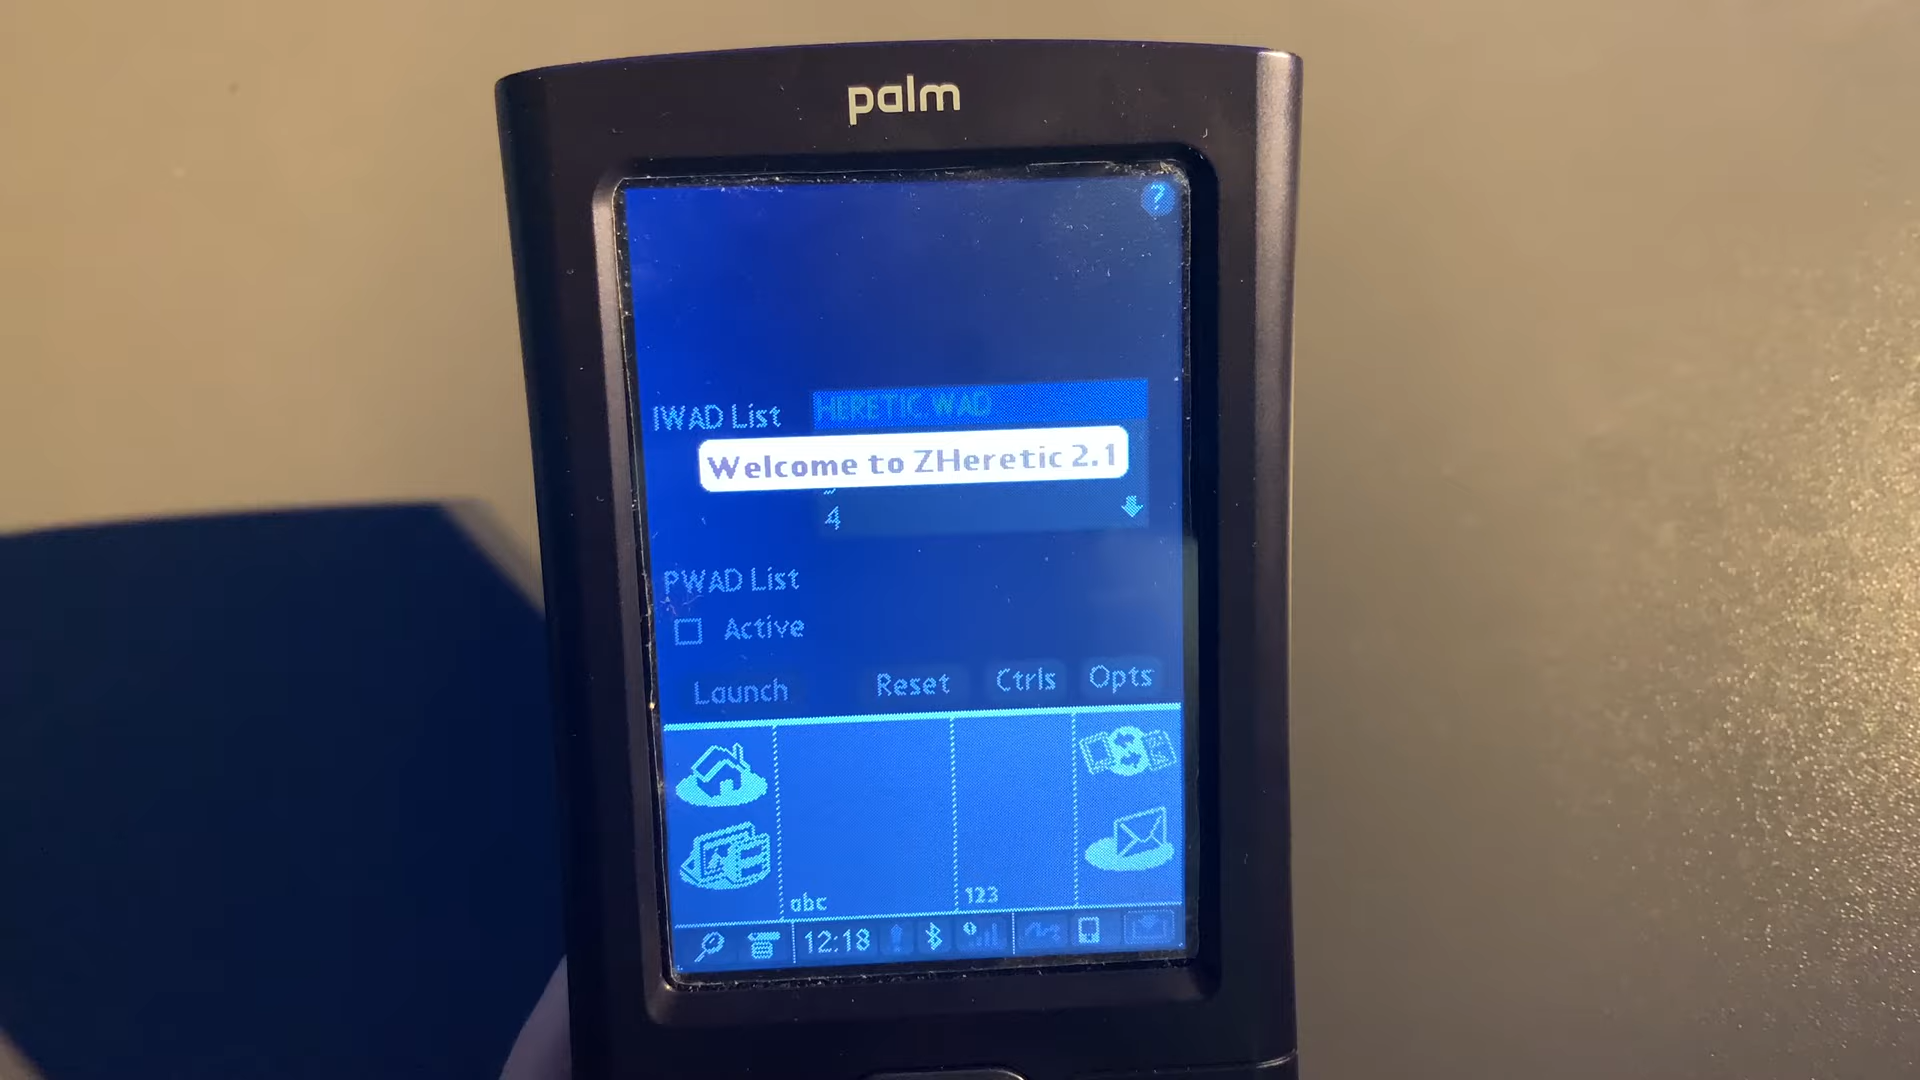 palm
?
IWAD List
HERETIC.WAD
Welcome to ZHeretic 2.1
4
PWAD List
Active
Launch Reset Ctrls Opts
abc 123
12:18